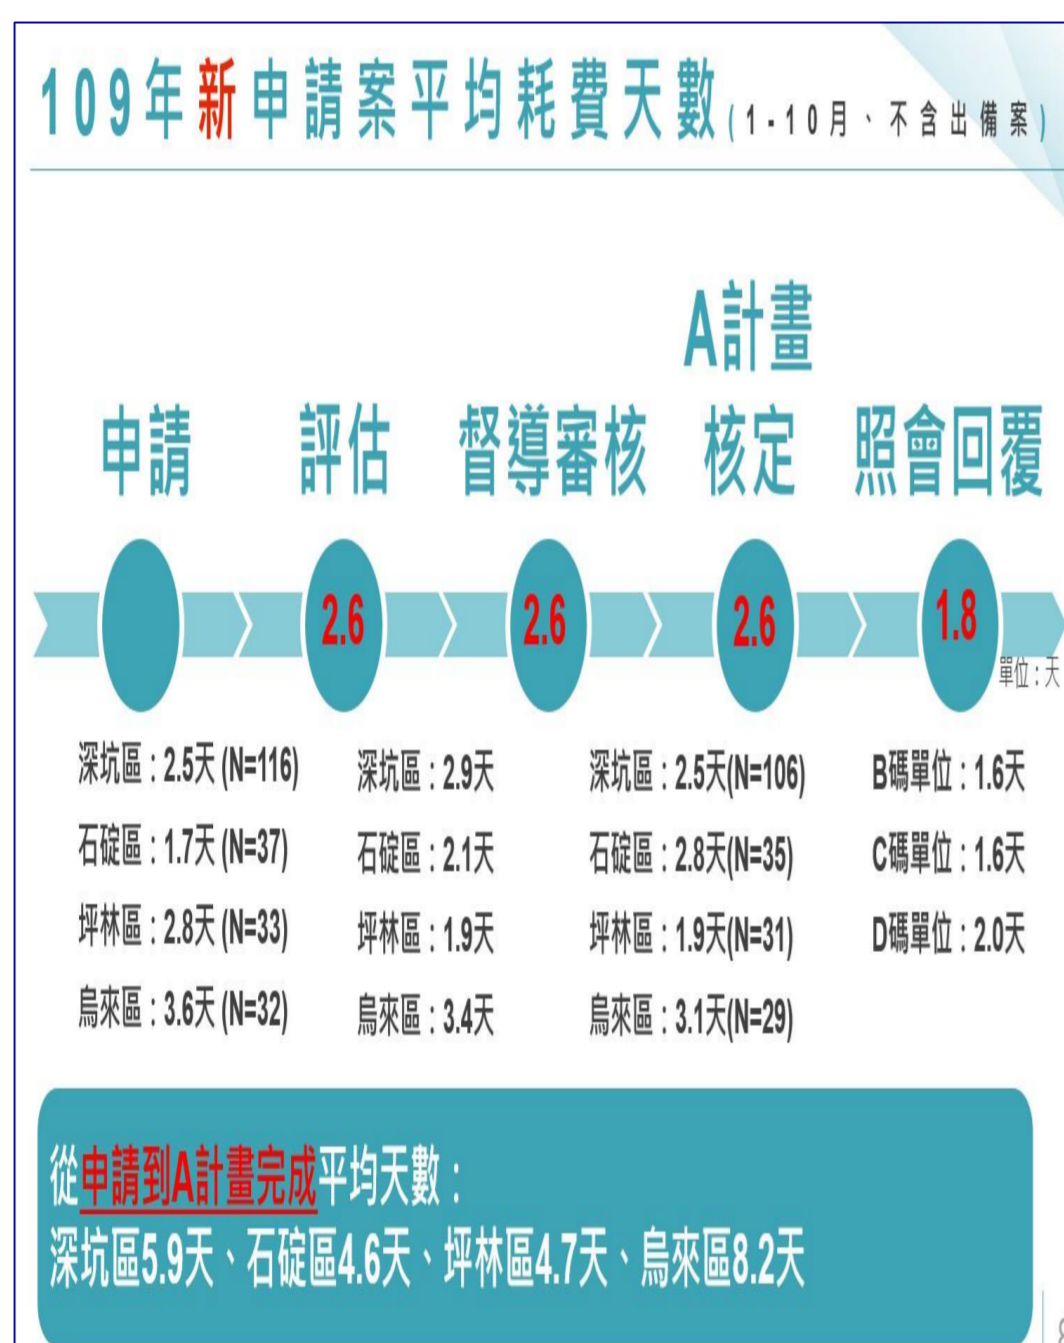 109年新申請案平均耗費天數(1-10月、不含出備案)
申請
評估
督導審核
A計畫
核定
照會回覆
2.6
2.6
2.6
1.8
單位：天
深坑區：2.5天 (N=116)
石碇區：1.7天 (N=37)
坪林區：2.8天 (N=33)
烏來區：3.6天 (N=32)
深坑區：2.9天
石碇區：2.1天
坪林區：1.9天
烏來區：3.4天
深坑區：2.5天(N=106)
石碇區：2.8天(N=35)
坪林區：1.9天(N=31)
烏來區：3.1天(N=29)
B碼單位：1.6天
C碼單位：1.6天
D碼單位：2.0天
從申請到A計畫完成平均天數：
深坑區5.9天、石碇區4.6天、坪林區4.7天、烏來區8.2天